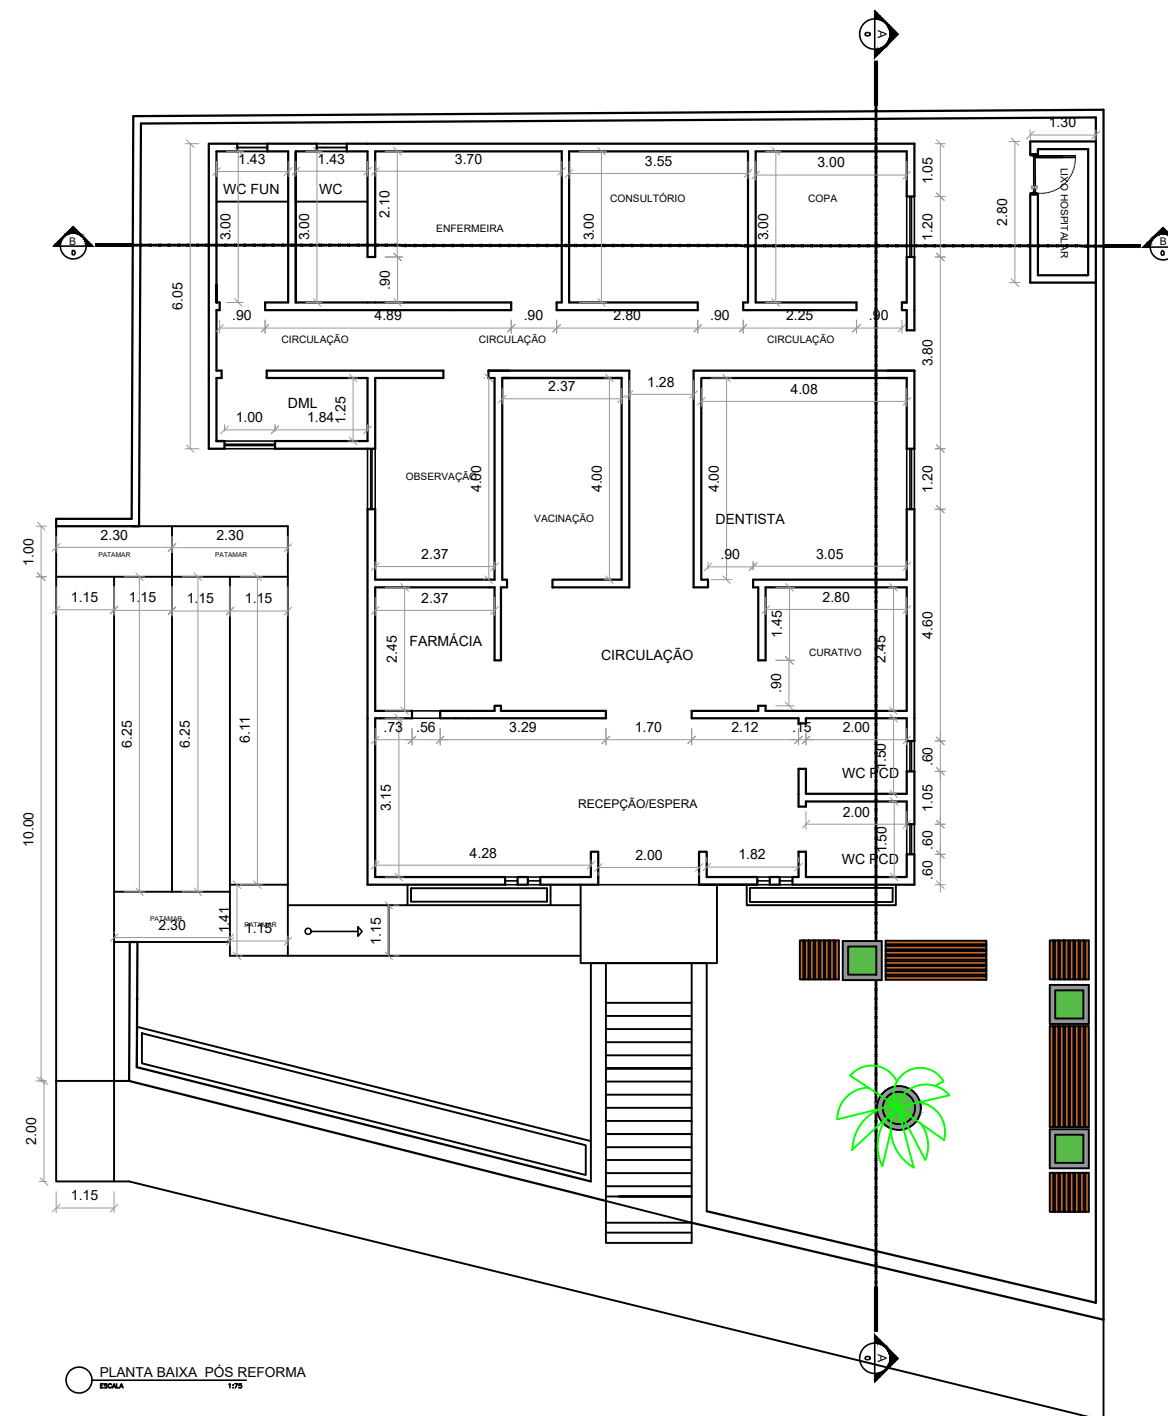 A
0
1.30
1.43
1.43
3.70
3.55
3.00
1.05
WC FUN
WC
CONSULTÓRIO
COPA
LIXO HOSPITALAR
2.10
2.80
3.00
3.00
ENFERMEIRA
3.00
3.00
1.20
B
0
B
0
.90
6.05
.90
4.89
.90
2.80
.90
2.25
.90
CIRCULAÇÃO
CIRCULAÇÃO
CIRCULAÇÃO
3.80
2.37
1.28
4.08
DML
1.25
1.00
1.84
OBSERVAÇÃO
4.00
4.00
4.00
1.20
VACINAÇÃO
DENTISTA
2.30
2.30
1.00
PATAMAR
PATAMAR
2.37
.90
3.05
1.15
1.15
1.15
1.15
2.37
2.80
1.45
4.60
FARMÁCIA
2.45
CIRCULAÇÃO
CURATIVO
2.45
.90
6.25
6.25
6.11
.73
.56
3.29
1.70
2.12
.15
2.00
1.50
.60
WC PCD
3.15
RECEPÇÃO/ESPERA
1.05
2.00
10.00
1.50
.60
4.28
2.00
1.82
WC PCD
.60
PATAMAR
2.30
1.41
PATAMAR
1.15
1.15
2.00
1.15
A
0
PLANTA BAIXA PÓS REFORMA
ESCALA 1:75